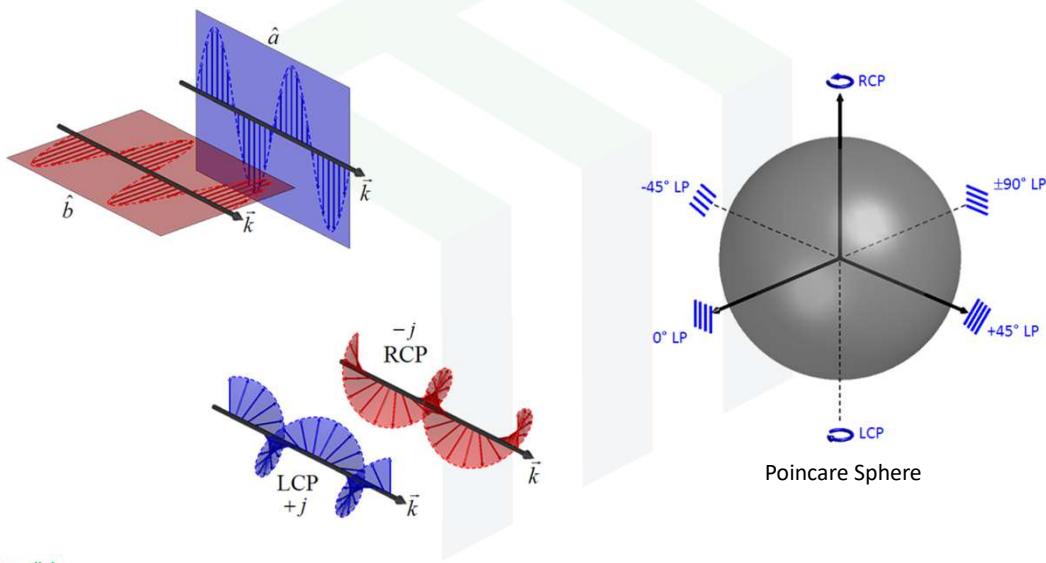 â
b̂
k⃗
k⃗
−j
RCP
k⃗
LCP
+j
k⃗
RCP
-45° LP
±90° LP
0° LP
+45° LP
LCP
Poincare Sphere